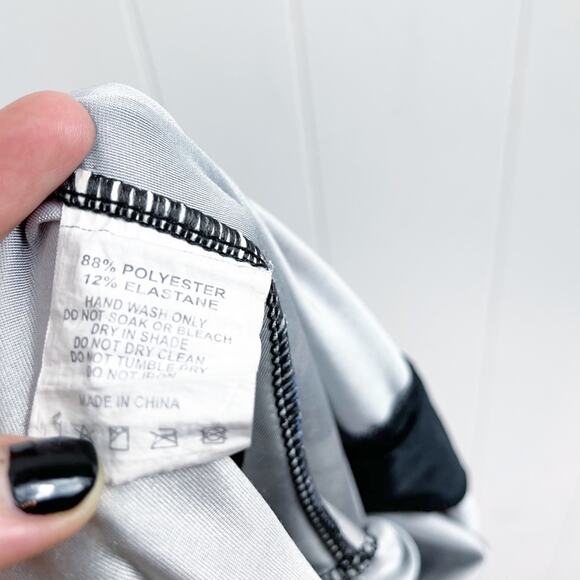 88% POLYESTER
12% ELASTANE
HAND WASH ONLY
DO NOT SOAK OR BLEACH
DRY IN SHADE
DO NOT DRY CLEAN
DO NOT TUMBLE DRY
DO NOT IRON
MADE IN CHINA